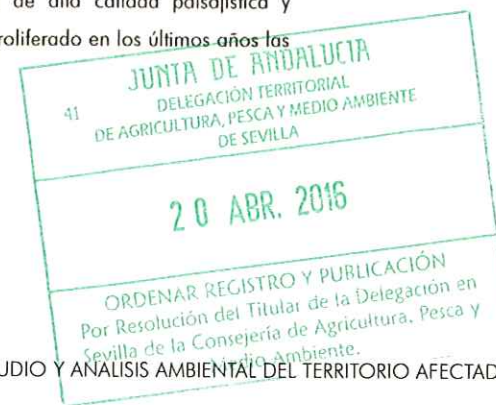 de alta calidad paisajística y
roliferado en los últimos años las
JUNTA DE ANDALUCIA
41 DELEGACIÓN TERRITORIAL
DE AGRICULTURA, PESCA Y MEDIO AMBIENTE
DE SEVILLA
20 ABR. 2016
ORDENAR REGISTRO Y PUBLICACIÓN
Por Resolución del Titular de la Delegación en
Sevilla de la Consejería de Agricultura, Pesca y
Medio Ambiente.
UDIO Y ANALISIS AMBIENTAL DEL TERRITORIO AFECTAD